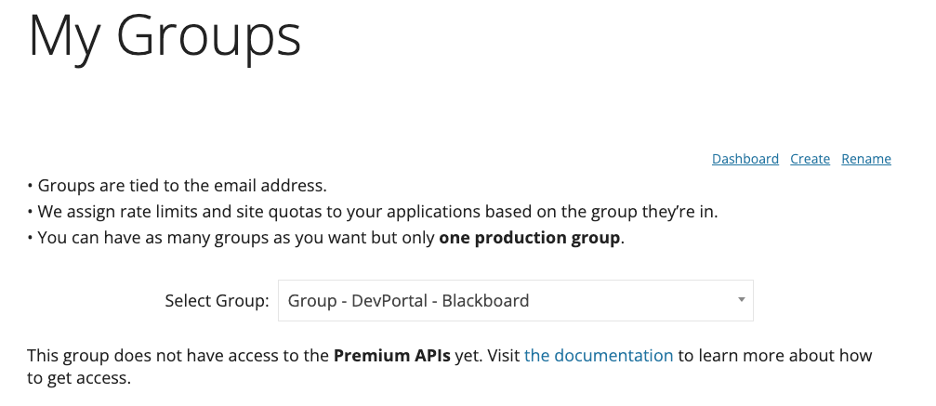 My Groups
Dashboard Create Rename
• Groups are tied to the email address.
• We assign rate limits and site quotas to your applications based on the group they’re in.
• You can have as many groups as you want but only one production group.
Select Group: Group - DevPortal - Blackboard
This group does not have access to the Premium APIs yet. Visit the documentation to learn more about how
to get access.